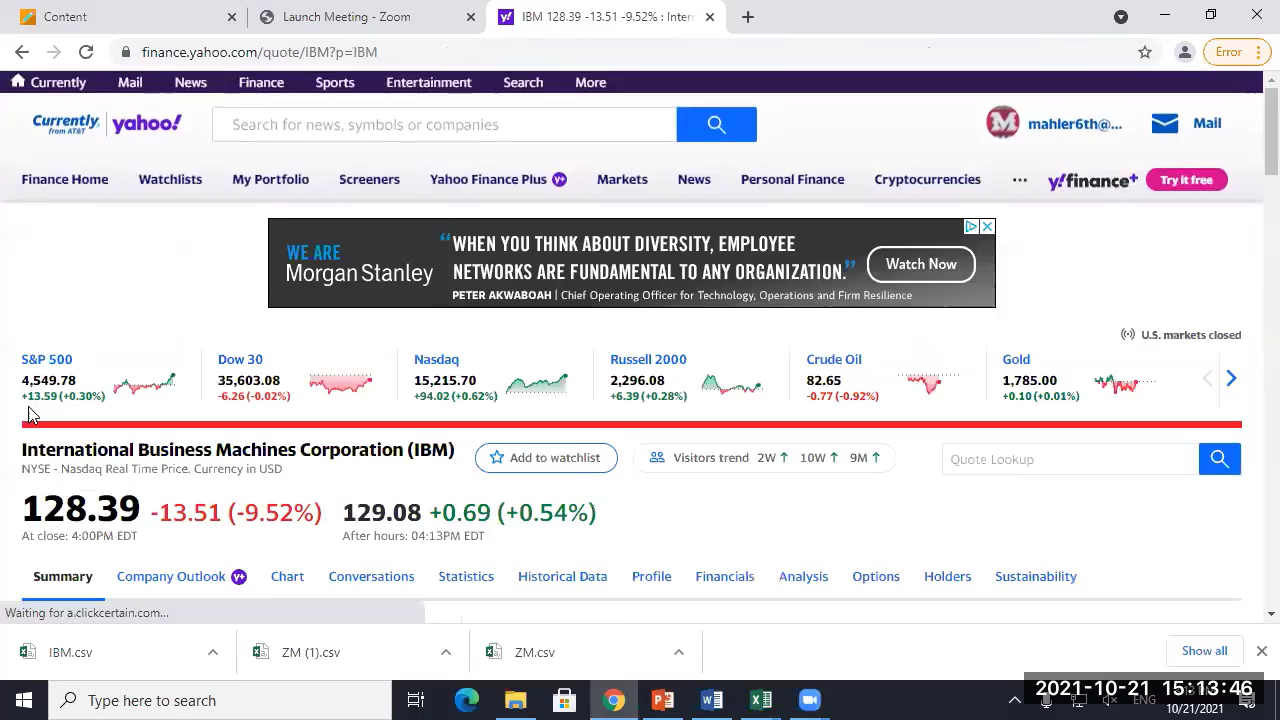 Content
Launch Meeting - Zoom
IBM 128.39 -13.51 -9.52% : Inter
finance.yahoo.com/quote/IBM?p=IBM
Error
Currently Mail News Finance Sports Entertainment Search More
Currently, from AT&T yahoo!
Search for news, symbols or companies
mahler6th@...
Mail
Finance Home Watchlists My Portfolio Screeners Yahoo Finance Plus Y+ Markets News Personal Finance Cryptocurrencies ... y!finance+ Try it free
WE ARE
Morgan Stanley
“WHEN YOU THINK ABOUT DIVERSITY, EMPLOYEE
NETWORKS ARE FUNDAMENTAL TO ANY ORGANIZATION.”
PETER AKWABOAH | Chief Operating Officer for Technology, Operations and Firm Resilience
Watch Now
U.S. markets closed
S&P 500 Dow 30 Nasdaq Russell 2000 Crude Oil Gold
4,549.78 35,603.08 15,215.70 2,296.08 82.65 1,785.00
+13.59 (+0.30%) -6.26 (-0.02%) +94.02 (+0.62%) +6.39 (+0.28%) -0.77 (-0.92%) +0.10 (+0.01%)
International Business Machines Corporation (IBM)
NYSE - Nasdaq Real Time Price. Currency in USD
Add to watchlist
Visitors trend 2W↑ 10W↑ 9M↑
Quote Lookup
128.39 -13.51 (-9.52%) 129.08 +0.69 (+0.54%)
At close: 4:00PM EDT After hours: 04:13PM EDT
Summary Company Outlook Y+ Chart Conversations Statistics Historical Data Profile Financials Analysis Options Holders Sustainability
Waiting for a.clickcertain.com...
IBM.csv ZM (1).csv ZM.csv Show all
Type here to search
2021-10-21 15:13:46
ENG
10/21/2021